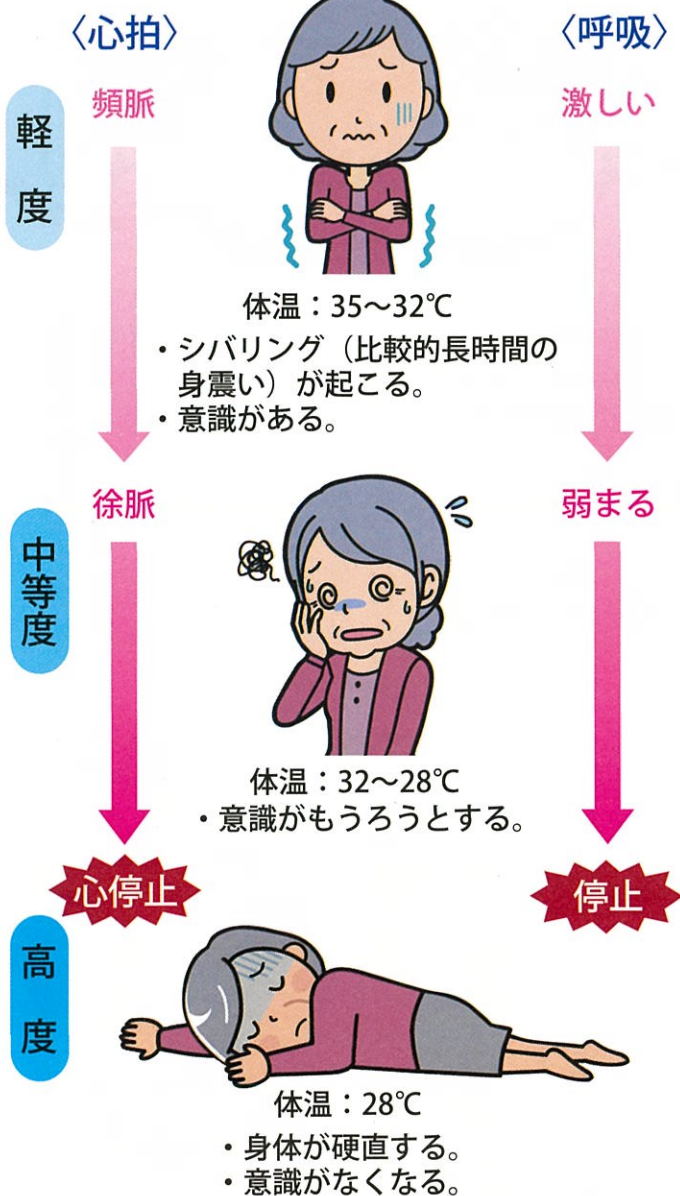 〈心拍〉
〈呼吸〉
軽度
頻脈
激しい
体温：35～32℃
・シバリング（比較的長時間の
身震い）が起こる。
・意識がある。
徐脈
弱まる
中等度
体温：32～28℃
・意識がもうろうとする。
心停止
停止
高度
体温：28℃
・身体が硬直する。
・意識がなくなる。